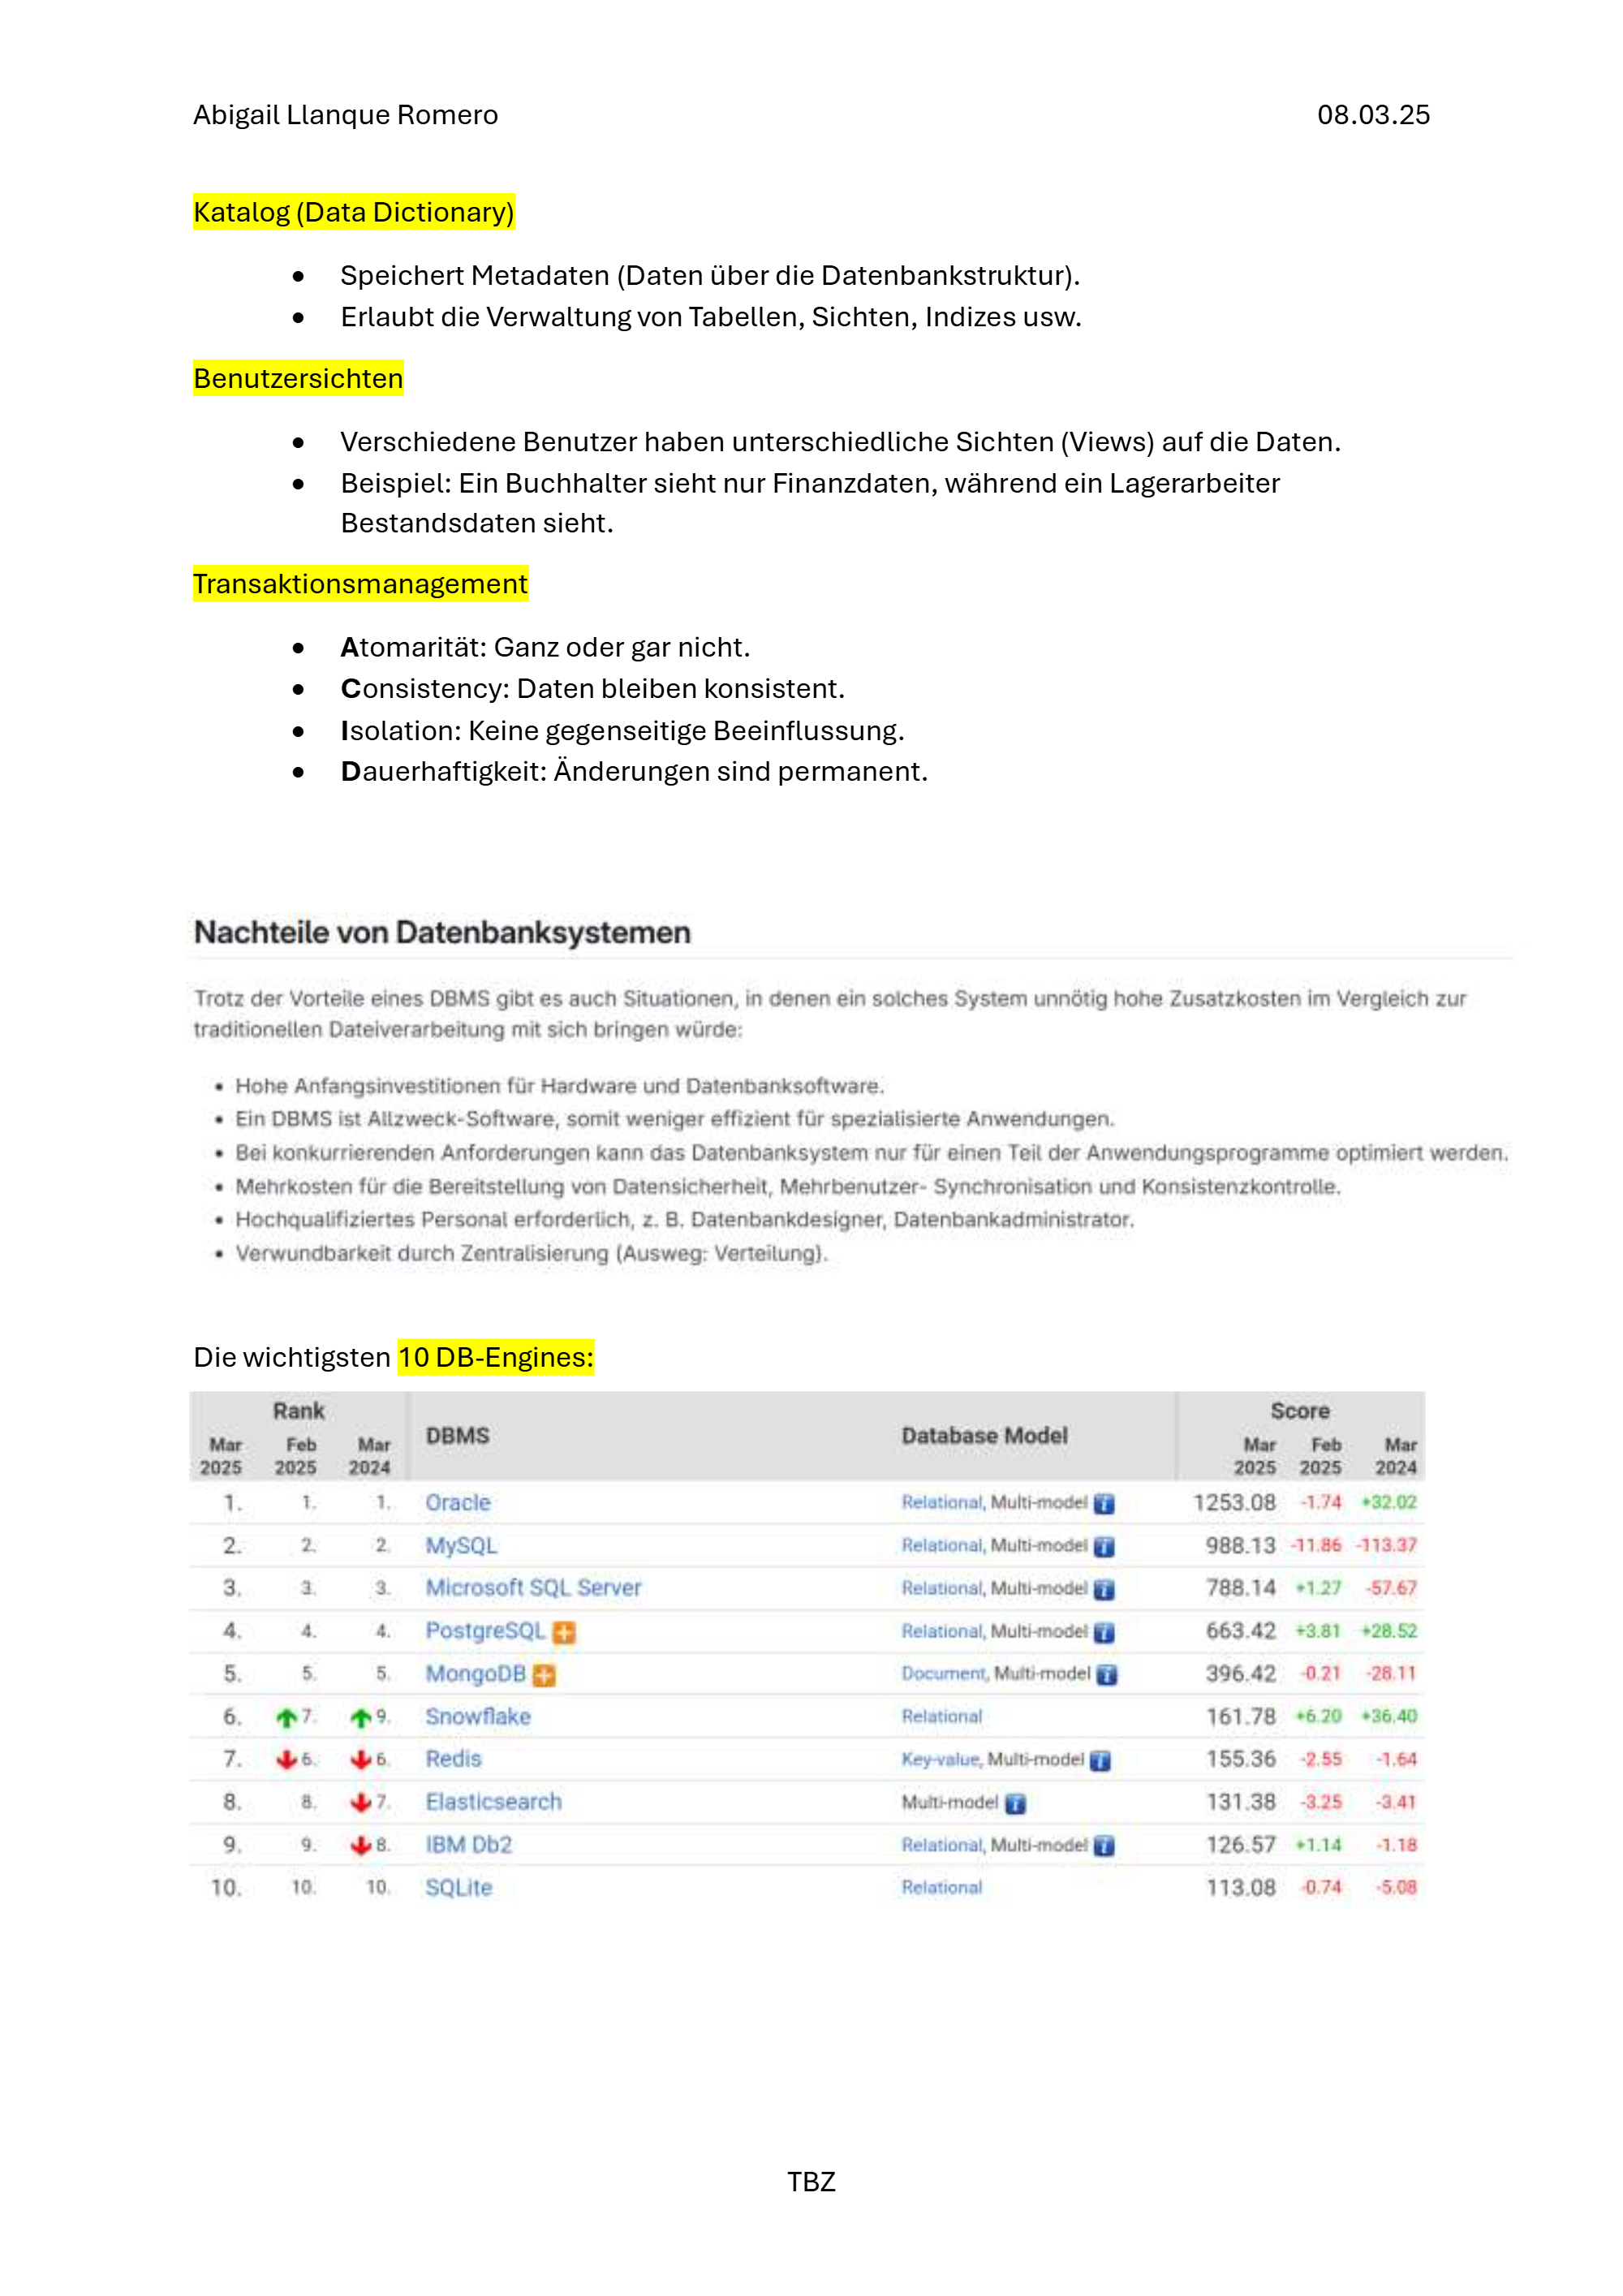 Abigail Llanque Romero 08.03.25
Katalog (Data Dictionary)
• Speichert Metadaten (Daten über die Datenbankstruktur).
• Erlaubt die Verwaltung von Tabellen, Sichten, Indizes usw.
Benutzersichten
• Verschiedene Benutzer haben unterschiedliche Sichten (Views) auf die Daten.
• Beispiel: Ein Buchhalter sieht nur Finanzdaten, während ein Lagerarbeiter
Bestandsdaten sieht.
Transaktionsmanagement
• Atomarität: Ganz oder gar nicht.
• Consistency: Daten bleiben konsistent.
• Isolation: Keine gegenseitige Beeinflussung.
• Dauerhaftigkeit: Änderungen sind permanent.
Nachteile von Datenbanksystemen
Trotz der Vorteile eines DBMS gibt es auch Situationen, in denen ein solches System unnötig hohe Zusatzkosten im Vergleich zur
traditionellen Dateiverarbeitung mit sich bringen würde:
• Hohe Anfangsinvestitionen für Hardware und Datenbanksoftware.
• Ein DBMS ist Allzweck-Software, somit weniger effizient für spezialisierte Anwendungen.
• Bei konkurrierenden Anforderungen kann das Datenbanksystem nur für einen Teil der Anwendungsprogramme optimiert werden.
• Mehrkosten für die Bereitstellung von Datensicherheit, Mehrbenutzer- Synchronisation und Konsistenzkontrolle.
• Hochqualifiziertes Personal erforderlich, z. B. Datenbankdesigner, Datenbankadministrator.
• Verwundbarkeit durch Zentralisierung (Ausweg: Verteilung).
Die wichtigsten 10 DB-Engines:
Rank DBMS Database Model Score
Mar 2025 Feb 2025 Mar 2024 Mar 2025 Feb 2025 Mar 2024
1. 1. 1. Oracle Relational, Multi-model 1253.08 -1.74 +32.02
2. 2. 2. MySQL Relational, Multi-model 988.13 -11.86 -113.37
3. 3. 3. Microsoft SQL Server Relational, Multi-model 788.14 +1.27 -57.67
4. 4. 4. PostgreSQL Relational, Multi-model 663.42 +3.81 +28.52
5. 5. 5. MongoDB Document, Multi-model 396.42 -0.21 -28.11
6. 7. 9. Snowflake Relational 161.78 +6.20 +36.40
7. 6. 6. Redis Key-value, Multi-model 155.36 -2.55 -1.64
8. 8. 7. Elasticsearch Multi-model 131.38 -3.25 -3.41
9. 9. 8. IBM Db2 Relational, Multi-model 126.57 +1.14 -1.18
10. 10. 10. SQLite Relational 113.08 -0.74 -5.08
TBZ